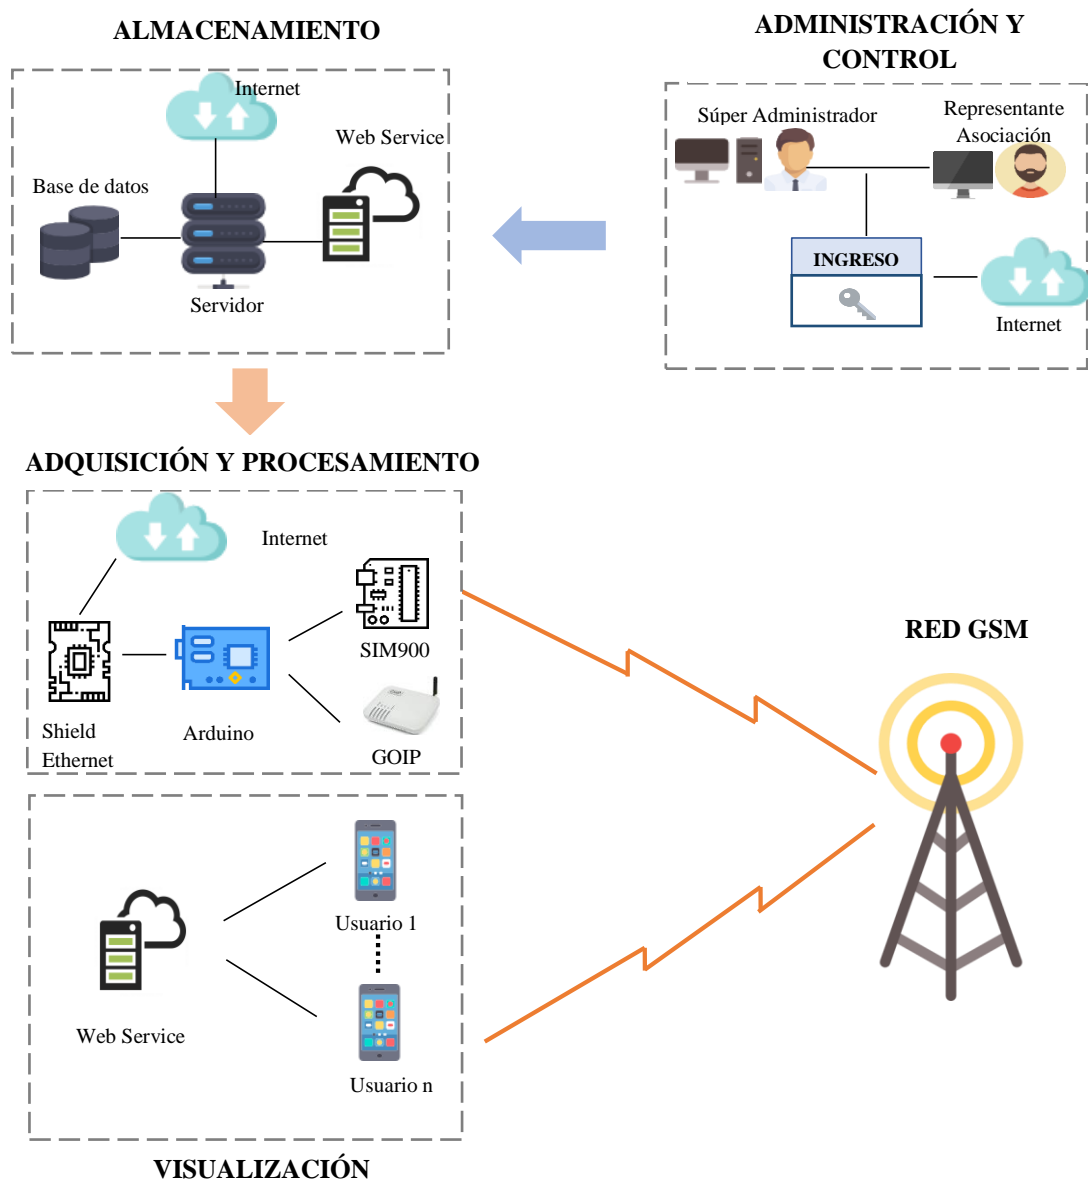 ALMACENAMIENTO
Internet
Web Service
Base de datos
Servidor
ADMINISTRACIÓN Y
CONTROL
Súper Administrador
Representante
Asociación
INGRESO
Internet
ADQUISICIÓN Y PROCESAMIENTO
Internet
SIM900
Shield
Ethernet
Arduino
GOIP
RED GSM
Usuario 1
Web Service
Usuario n
VISUALIZACIÓN